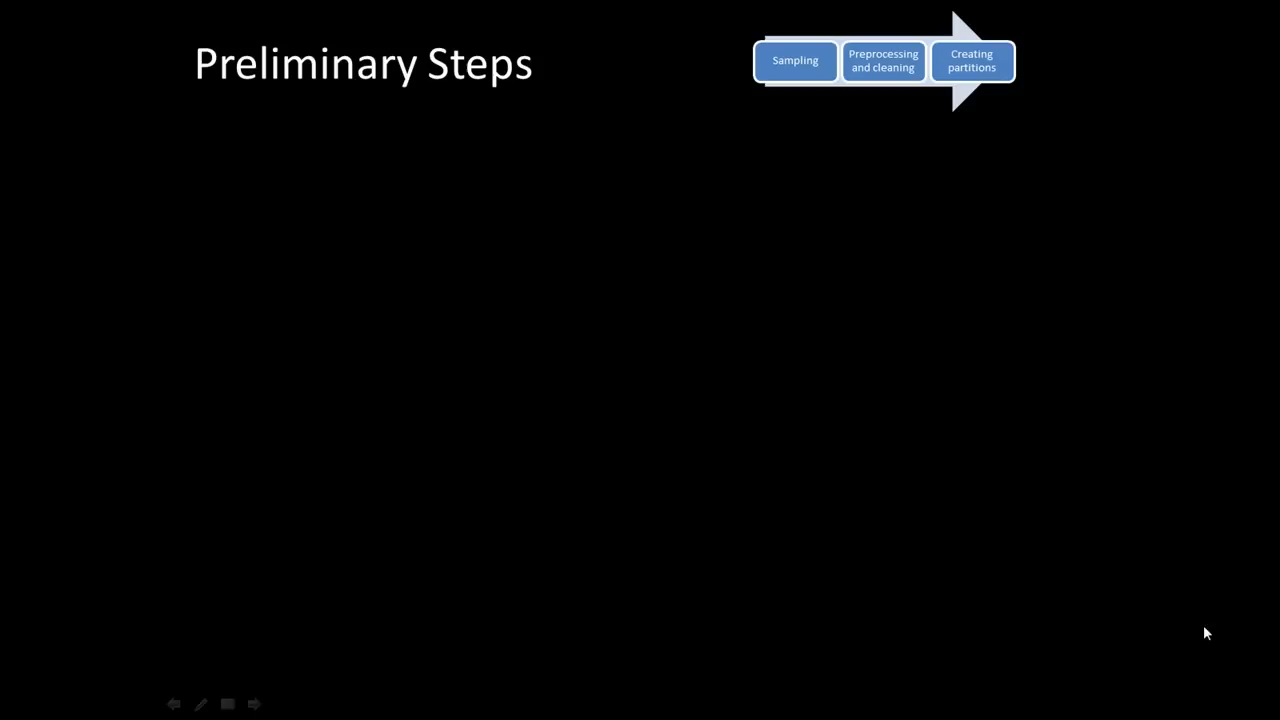 Preliminary Steps
Sampling
Preprocessing
and cleaning
Creating
partitions